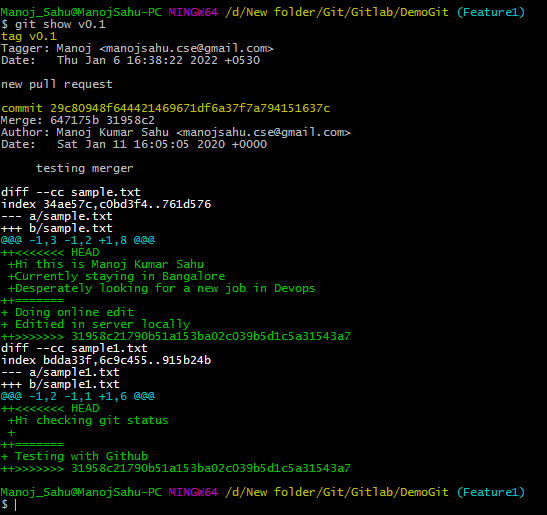 Manoj_Sahu@ManojSahu-PC MINGW64 /d/New folder/Git/Gitlab/DemoGit (Feature1)
$ git show v0.1
tag v0.1
Tagger: Manoj <manojsahu.cse@gmail.com>
Date:   Thu Jan 6 16:38:22 2022 +0530

new pull request

commit 29c80948f644421469671df6a37f7a794151637c
Merge: 647175b 31958c2
Author: Manoj Kumar Sahu <manojsahu.cse@gmail.com>
Date:   Sat Jan 11 16:05:05 2020 +0000

     testing merger

diff --cc sample.txt
index 34ae57c,c0bd3f4..761d576
--- a/sample.txt
+++ b/sample.txt
@@@ -1,3 -1,2 +1,8 @@@
++<<<<<<< HEAD
 +Hi this is Manoj Kumar Sahu
 +Currently staying in Bangalore
 +Desperately looking for a new job in Devops
++=======
+ Doing online edit
+ Editied in server locally
++>>>>>>> 31958c21790b51a153ba02c039b5d1c5a31543a7
diff --cc sample1.txt
index bdda33f,6c9c455..915b24b
--- a/sample1.txt
+++ b/sample1.txt
@@@ -1,2 -1,1 +1,6 @@@
++<<<<<<< HEAD
 +Hi checking git status
 +
++=======
+ Testing with Github
++>>>>>>> 31958c21790b51a153ba02c039b5d1c5a31543a7

Manoj_Sahu@ManojSahu-PC MINGW64 /d/New folder/Git/Gitlab/DemoGit (Feature1)
$